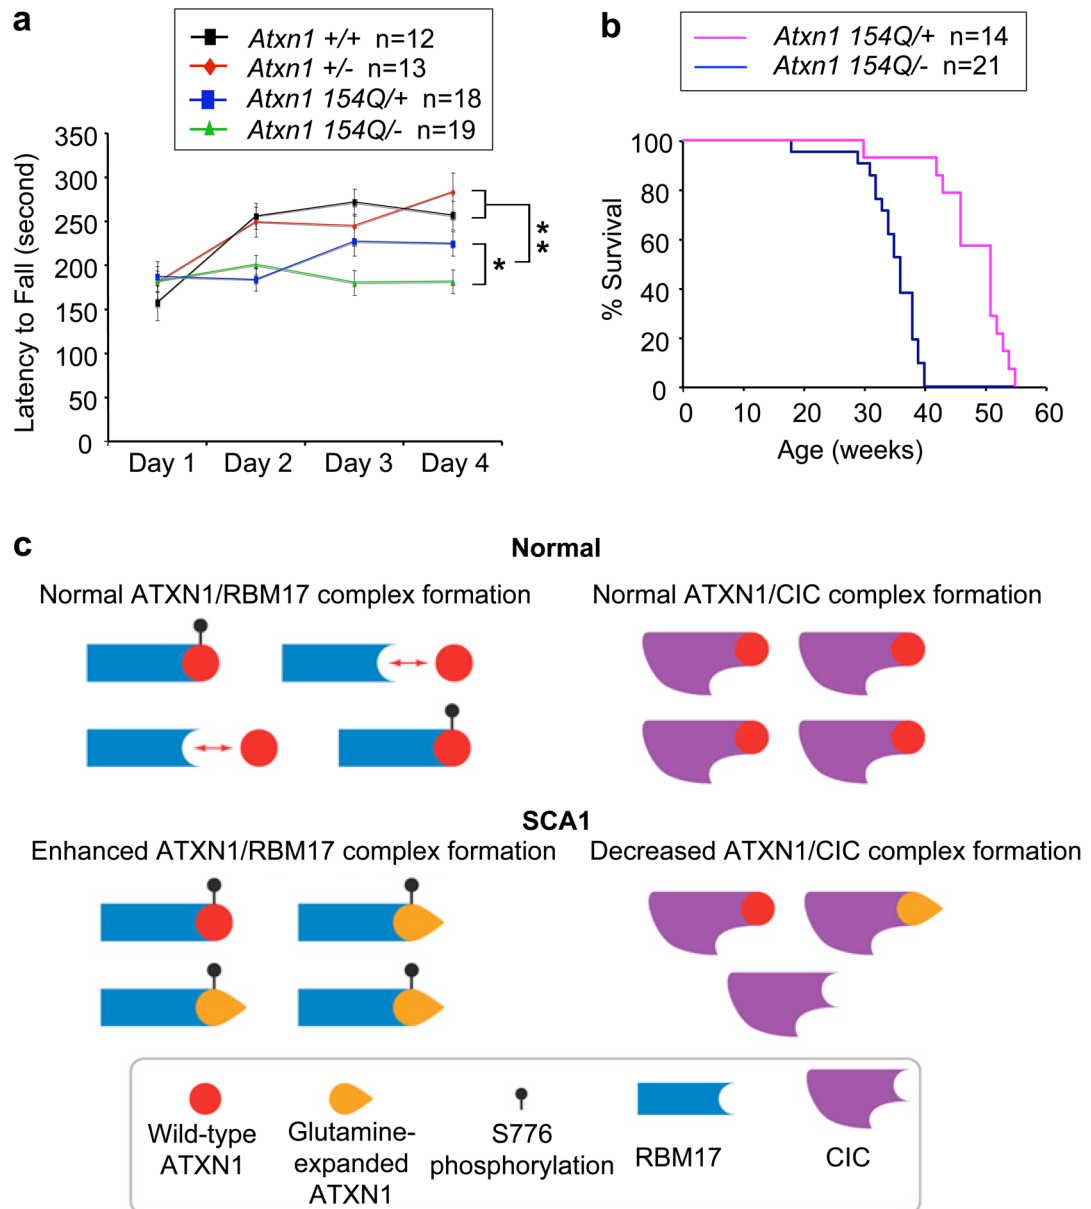 a
Atxn1 +/+ n=12
Atxn1 +/- n=13
Atxn1 154Q/+ n=18
Atxn1 154Q/- n=19
Latency to Fall (second)
350
300
250
200
150
100
50
0
Day 1 Day 2 Day 3 Day 4
**
*
b
Atxn1 154Q/+ n=14
Atxn1 154Q/- n=21
% Survival
100
80
60
40
20
0
0 10 20 30 40 50 60
Age (weeks)
c
Normal
Normal ATXN1/RBM17 complex formation
Normal ATXN1/CIC complex formation
SCA1
Enhanced ATXN1/RBM17 complex formation
Decreased ATXN1/CIC complex formation
Wild-type
ATXN1
Glutamine-
expanded
ATXN1
S776
phosphorylation
RBM17
CIC